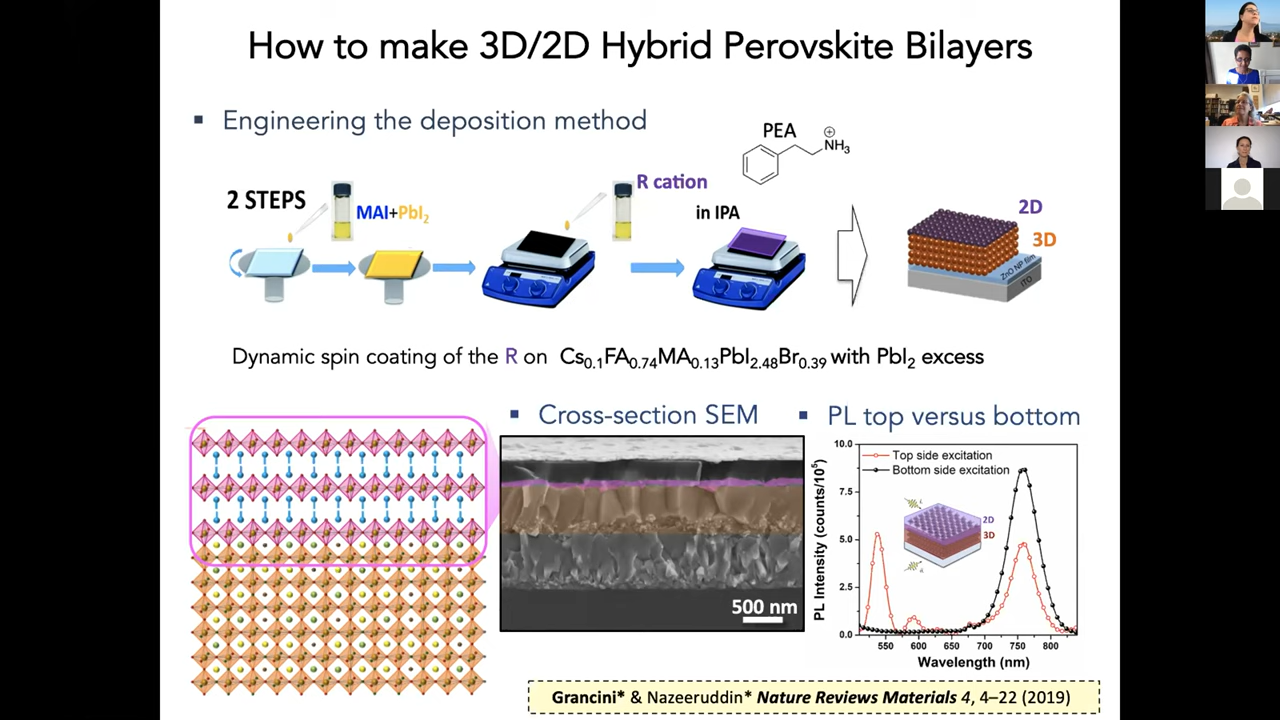 How to make 3D/2D Hybrid Perovskite Bilayers
▪ Engineering the deposition method
PEA
⊕
NH3
2 STEPS
MAI+PbI2
R cation
in IPA
2D
3D
ZnO NP film
ITO
Dynamic spin coating of the R on Cs0.1FA0.74MA0.13PbI2.48Br0.39 with PbI2 excess
▪ Cross-section SEM
500 nm
▪ PL top versus bottom
Top side excitation
Bottom side excitation
2D
3D
PL Intensity (counts/10^5)
10.0
7.5
5.0
2.5
0.0
550 600 650 700 750 800
Wavelength (nm)
Grancini* & Nazeeruddin* Nature Reviews Materials 4, 4–22 (2019)